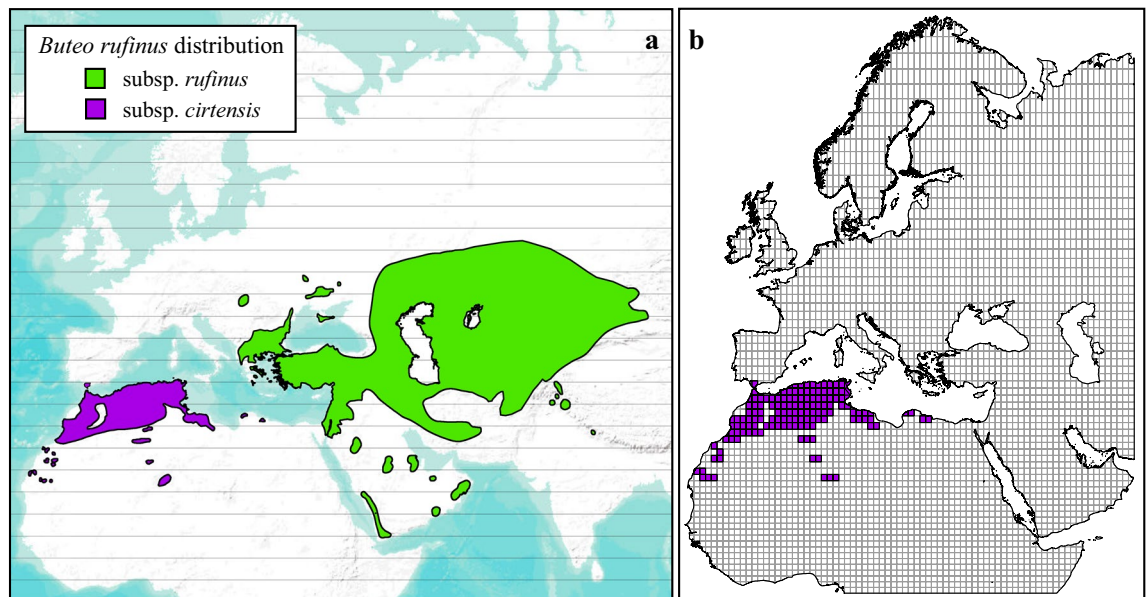 Buteo rufinus distribution
subsp. rufinus
subsp. cirtensis
a
b